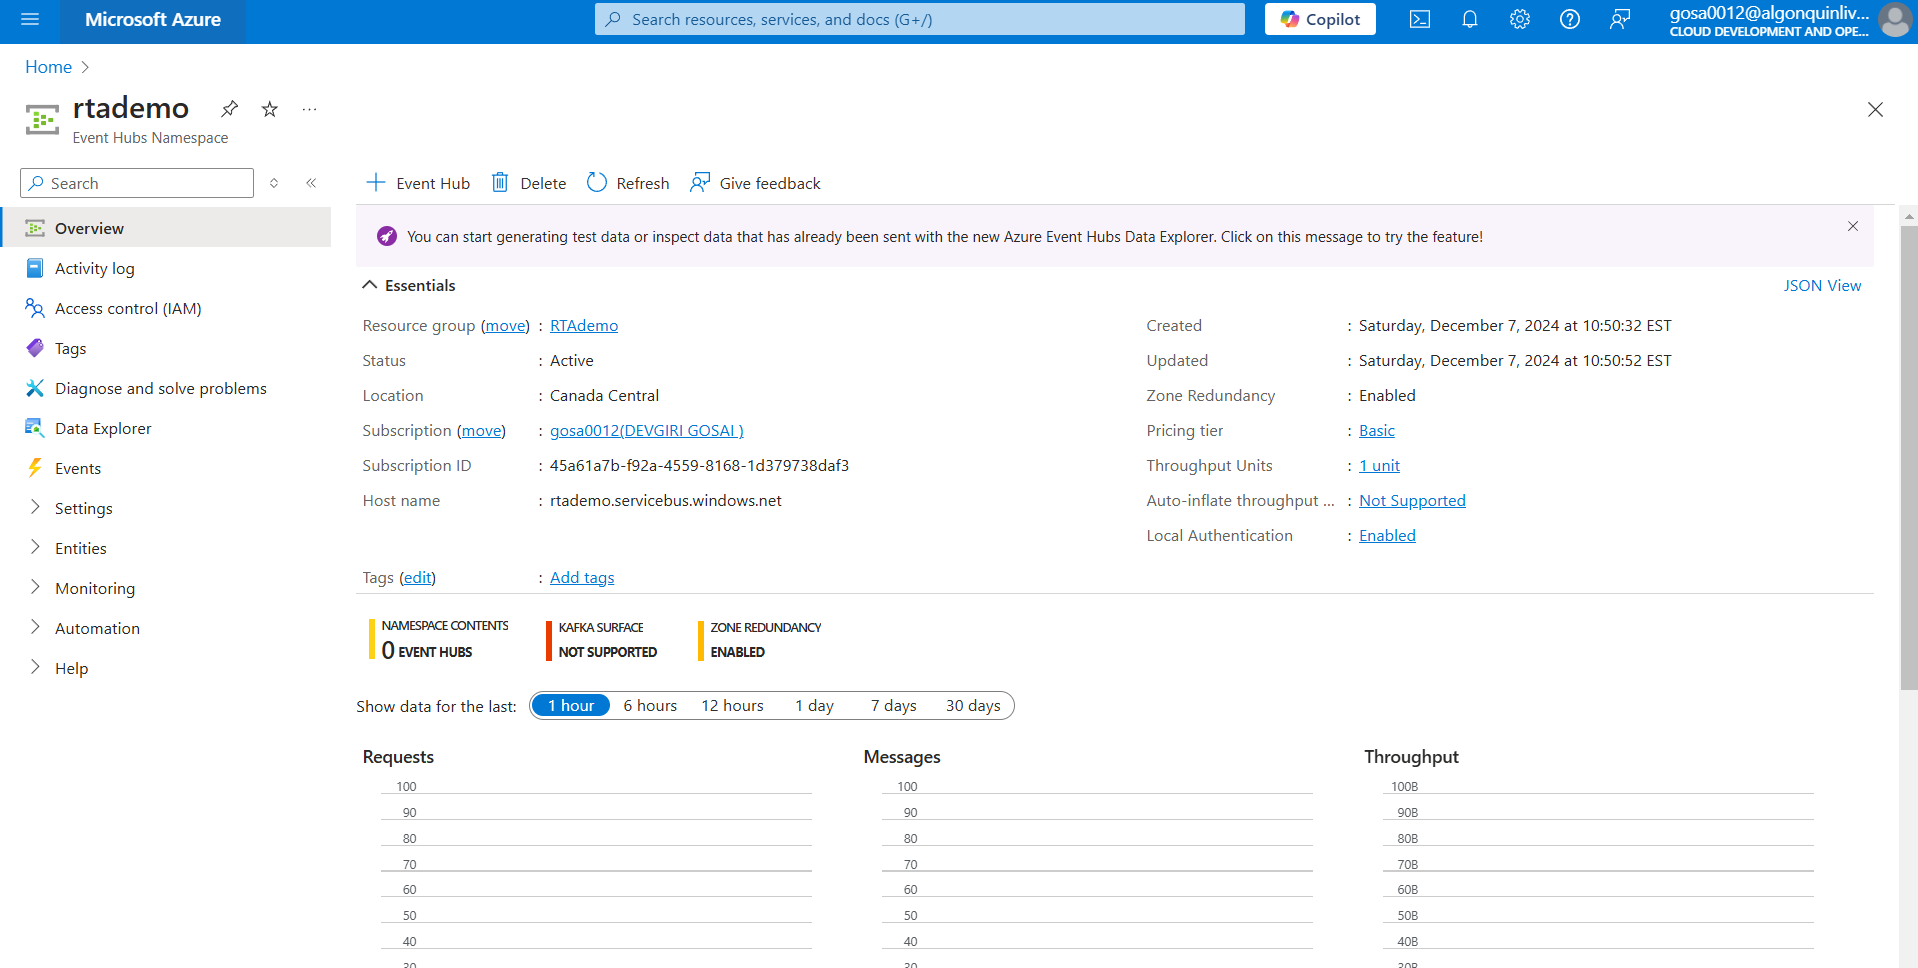 Microsoft Azure
Search resources, services, and docs (G+/)
Copilot
gosa0012@algonquinliv...
CLOUD DEVELOPMENT AND OPE...
Home
rtademo
...
Event Hubs Namespace
Search
Event Hub
Delete
Refresh
Give feedback
Overview
Activity log
Access control (IAM)
Tags
Diagnose and solve problems
Data Explorer
Events
Settings
Entities
Monitoring
Automation
Help
You can start generating test data or inspect data that has already been sent with the new Azure Event Hubs Data Explorer. Click on this message to try the feature!
Essentials
JSON View
Resource group (move) : RTAdemo
Status : Active
Location : Canada Central
Subscription (move) : gosa0012(DEVGIRI GOSAI )
Subscription ID : 45a61a7b-f92a-4559-8168-1d379738daf3
Host name : rtademo.servicebus.windows.net
Created : Saturday, December 7, 2024 at 10:50:32 EST
Updated : Saturday, December 7, 2024 at 10:50:52 EST
Zone Redundancy : Enabled
Pricing tier : Basic
Throughput Units : 1 unit
Auto-inflate throughput ... : Not Supported
Local Authentication : Enabled
Tags (edit) : Add tags
NAMESPACE CONTENTS
0 EVENT HUBS
KAFKA SURFACE
NOT SUPPORTED
ZONE REDUNDANCY
ENABLED
Show data for the last: 1 hour 6 hours 12 hours 1 day 7 days 30 days
Requests
100
90
80
70
60
50
40
30
Messages
100
90
80
70
60
50
40
30
Throughput
100B
90B
80B
70B
60B
50B
40B
30B